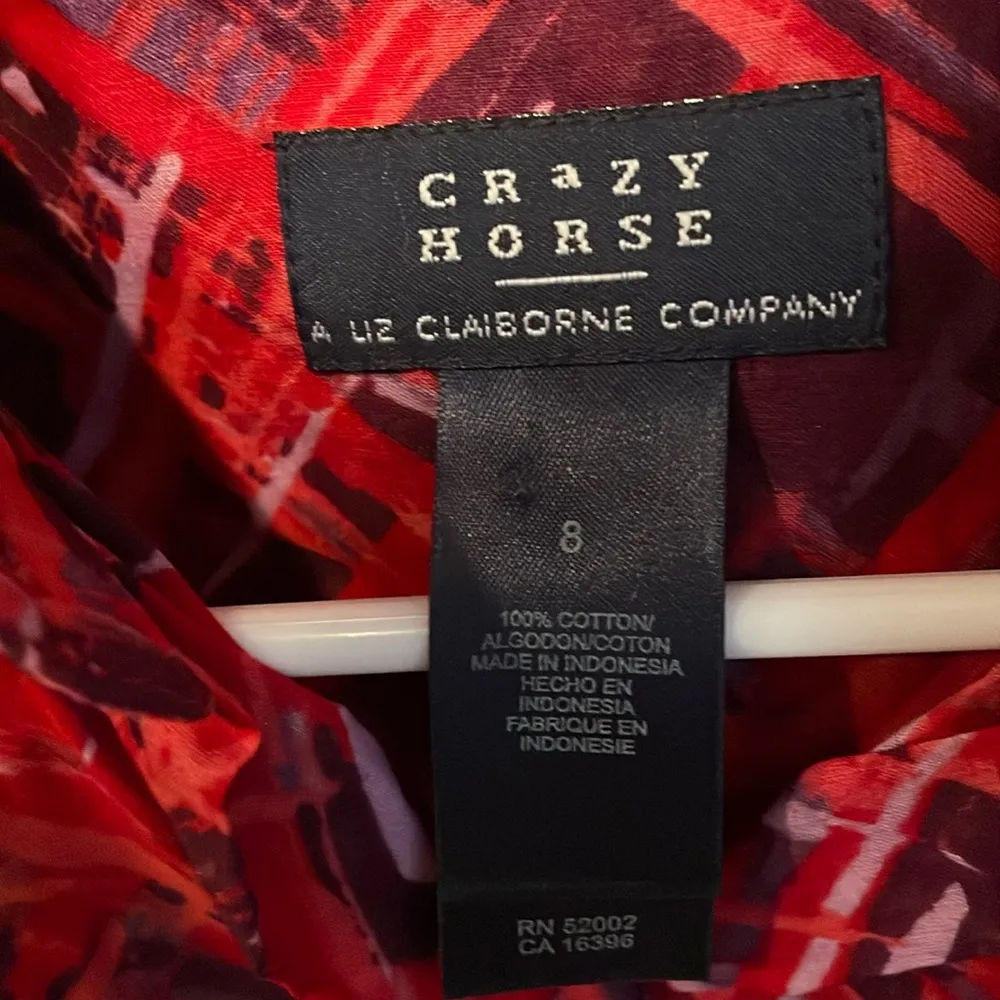 CRaZY
HORSE
A LIZ CLAIBORNE COMPANY
8
100% COTTON/
ALGODON/COTON
MADE IN INDONESIA
HECHO EN
INDONESIA
FABRIQUE EN
INDONESIE
RN 52002
CA 16396